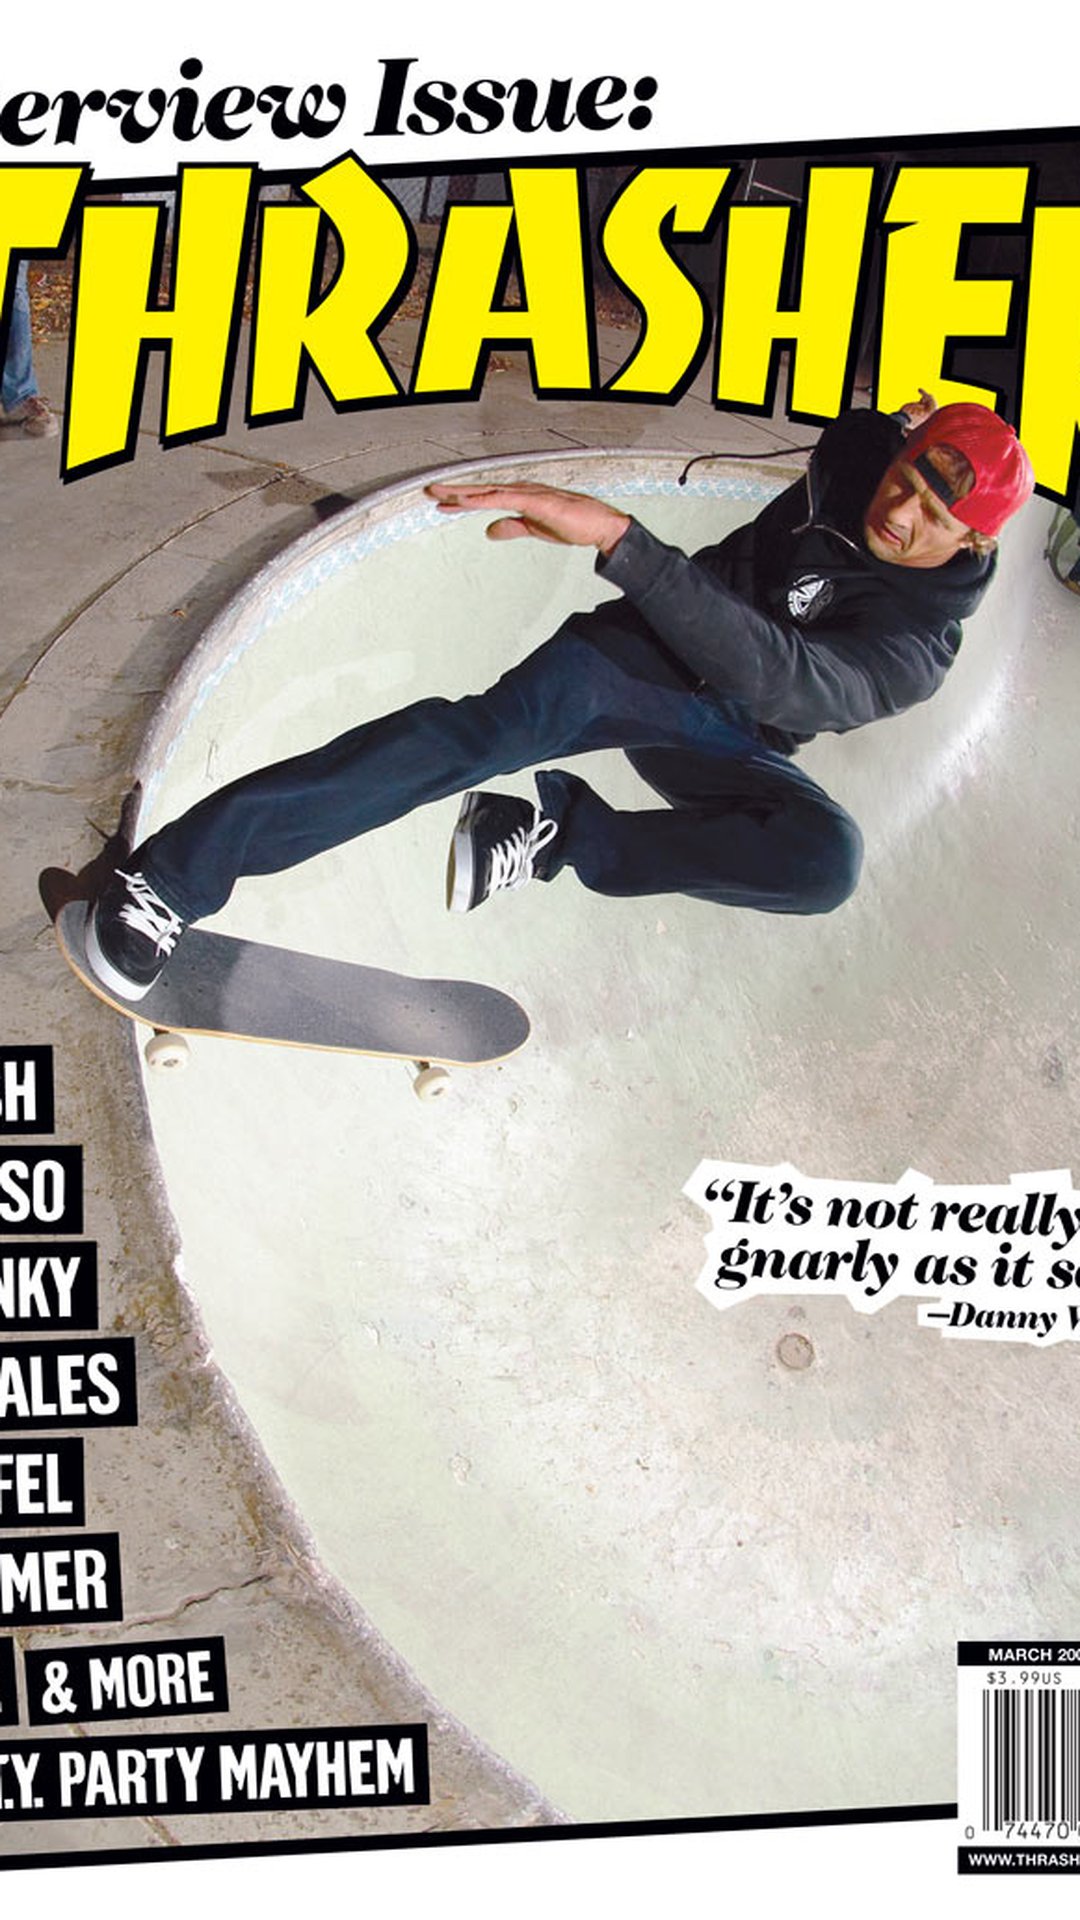 erview Issue:
THRASHER
SH
SO
NKY
ALES
FEL
MER
& MORE
T.Y. PARTY MAYHEM
“It’s not really
gnarly as it s
–Danny
MARCH 200
$3.99US
0 74470
WWW.THRASH